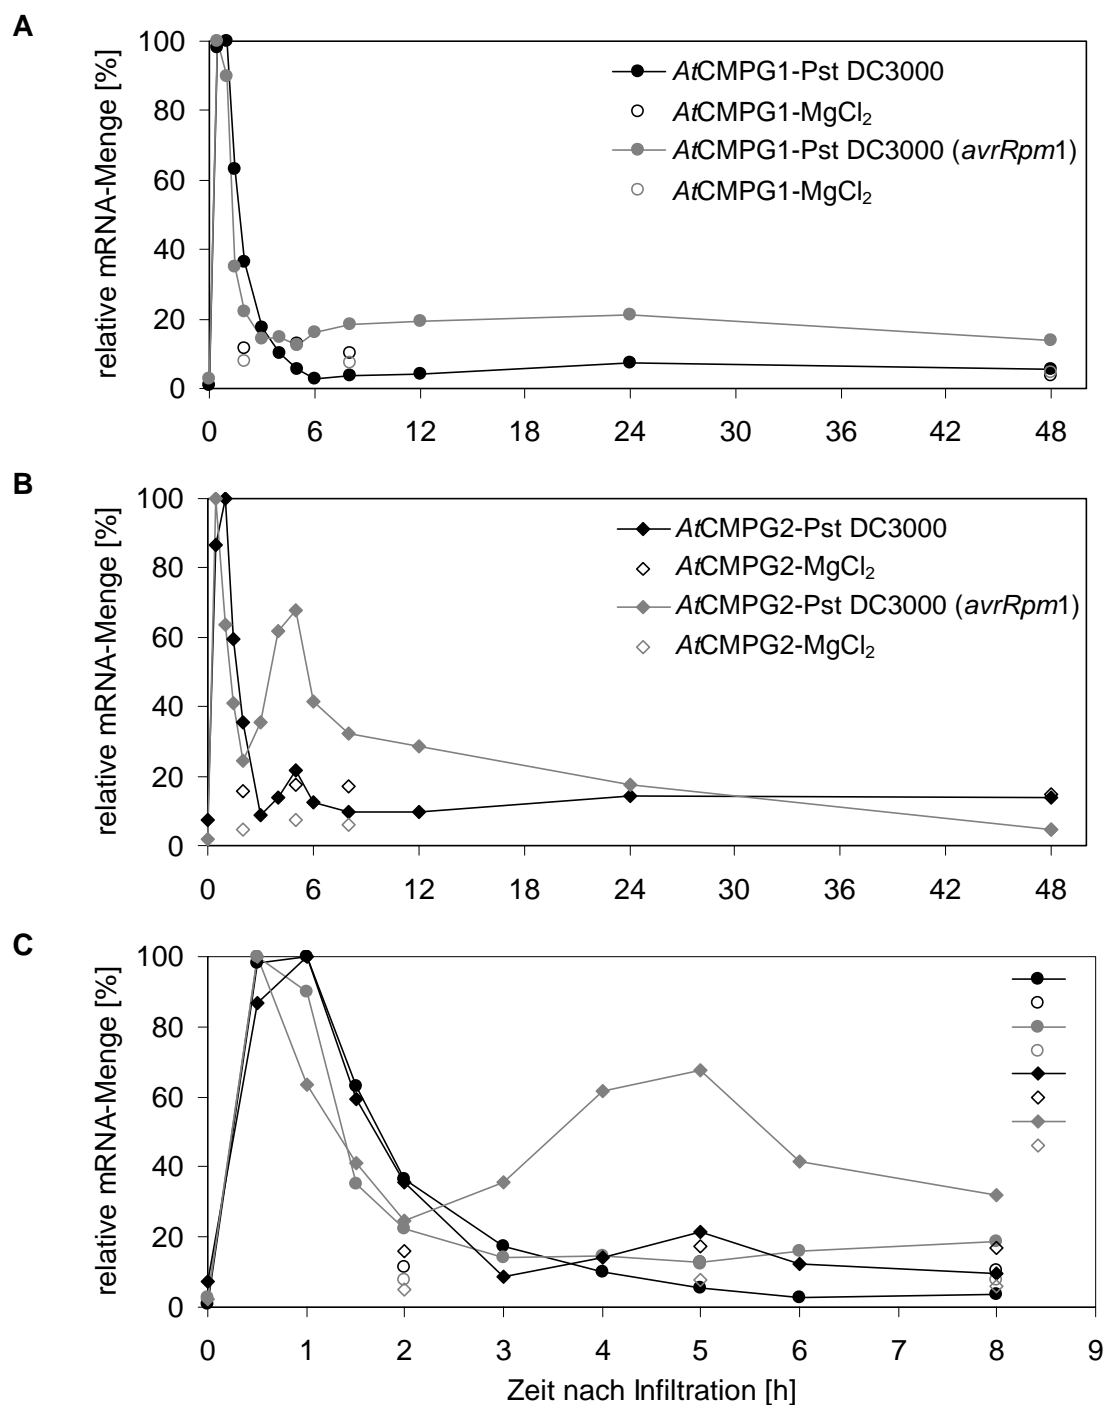 A
relative mRNA-Menge [%]
100
80
60
40
20
0
0 6 12 18 24 30 36 42 48
AtCMPG1-Pst DC3000
AtCMPG1-MgCl₂
AtCMPG1-Pst DC3000 (avrRpm1)
AtCMPG1-MgCl₂
B
relative mRNA-Menge [%]
100
80
60
40
20
0
0 6 12 18 24 30 36 42 48
AtCMPG2-Pst DC3000
AtCMPG2-MgCl₂
AtCMPG2-Pst DC3000 (avrRpm1)
AtCMPG2-MgCl₂
C
relative mRNA-Menge [%]
100
80
60
40
20
0
0 1 2 3 4 5 6 7 8 9
Zeit nach Infiltration [h]